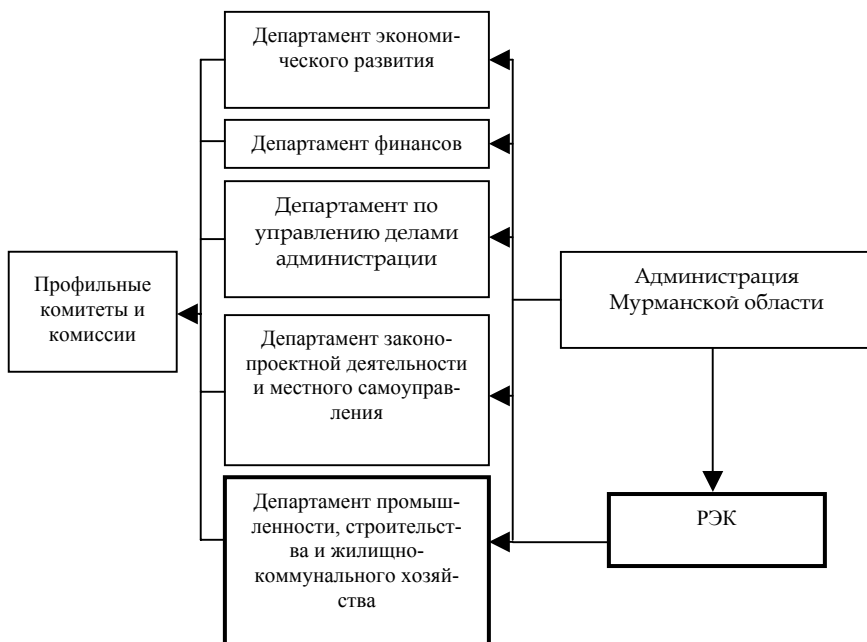 Департамент экономи-
ческого развития
Департамент финансов
Департамент по
управлению делами
администрации
Профильные
комитеты и
комиссии
Администрация
Мурманской области
Департамент законо-
проектной деятельности
и местного самоуправ-
ления
Департамент промыш-
ленности, строительст-
ва и жилищно-
коммунального хозяй-
ства
РЭК